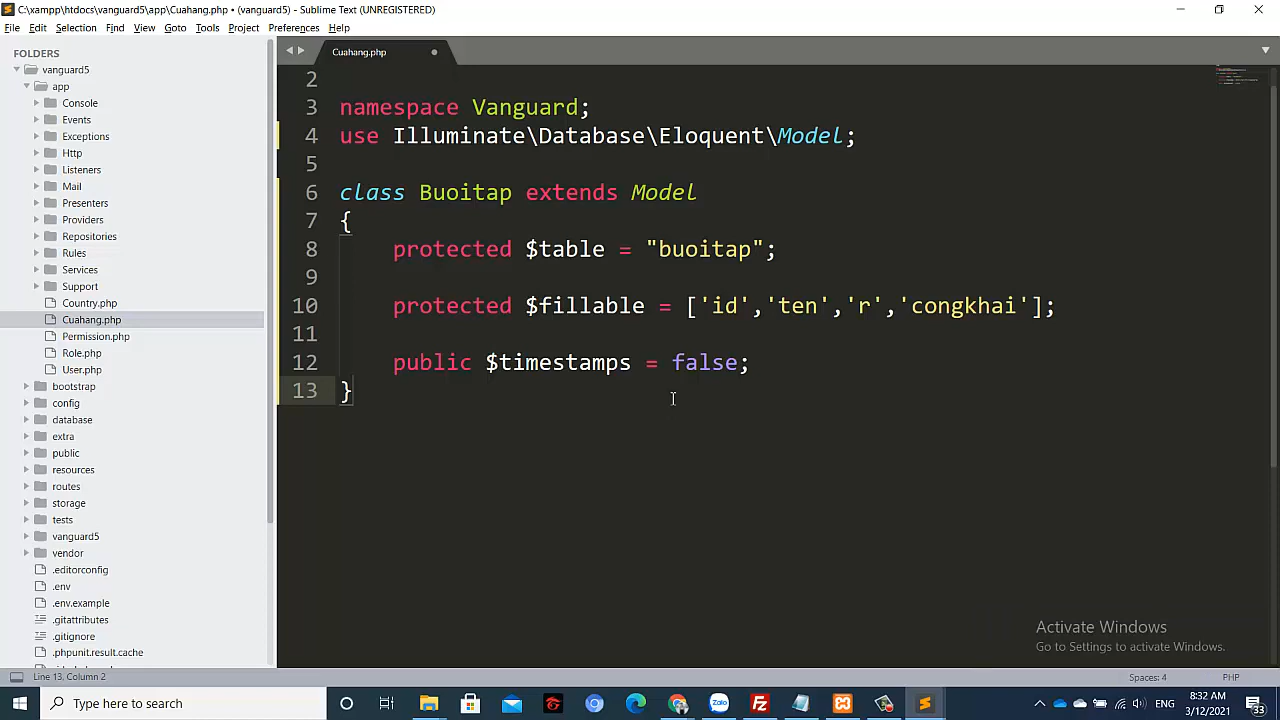 C:\xampp\htdocs\vanguard5\app\Cuahang.php • (vanguard5) - Sublime Text (UNREGISTERED)
File Edit Selection Find View Goto Tools Project Preferences Help
FOLDERS
vanguard5
app
Console
Events
Exceptions
Http
Listeners
Mail
Presenters
Providers
Repositories
Rules
Services
Support
Country.php
Cuahang.php
Permission.php
Role.php
User.php
bootstrap
config
database
extra
public
resources
routes
storage
tests
vanguard5
vendor
.editorconfig
.env
.env.example
.gitattributes
.gitignore
.phpunit.result.cache
Cuahang.php
2
3 namespace Vanguard;
4 use Illuminate\Database\Eloquent\Model;
5
6 class Buoitap extends Model
7 {
8 protected $table = "buoitap";
9
10 protected $fillable = ['id','ten','r','congkhai'];
11
12 public $timestamps = false;
13 }
Activate Windows
Go to Settings to activate Windows.
Line 13, Column 2
Spaces: 4
PHP
Type here to search
ENG
8:32 AM
3/12/2021
33